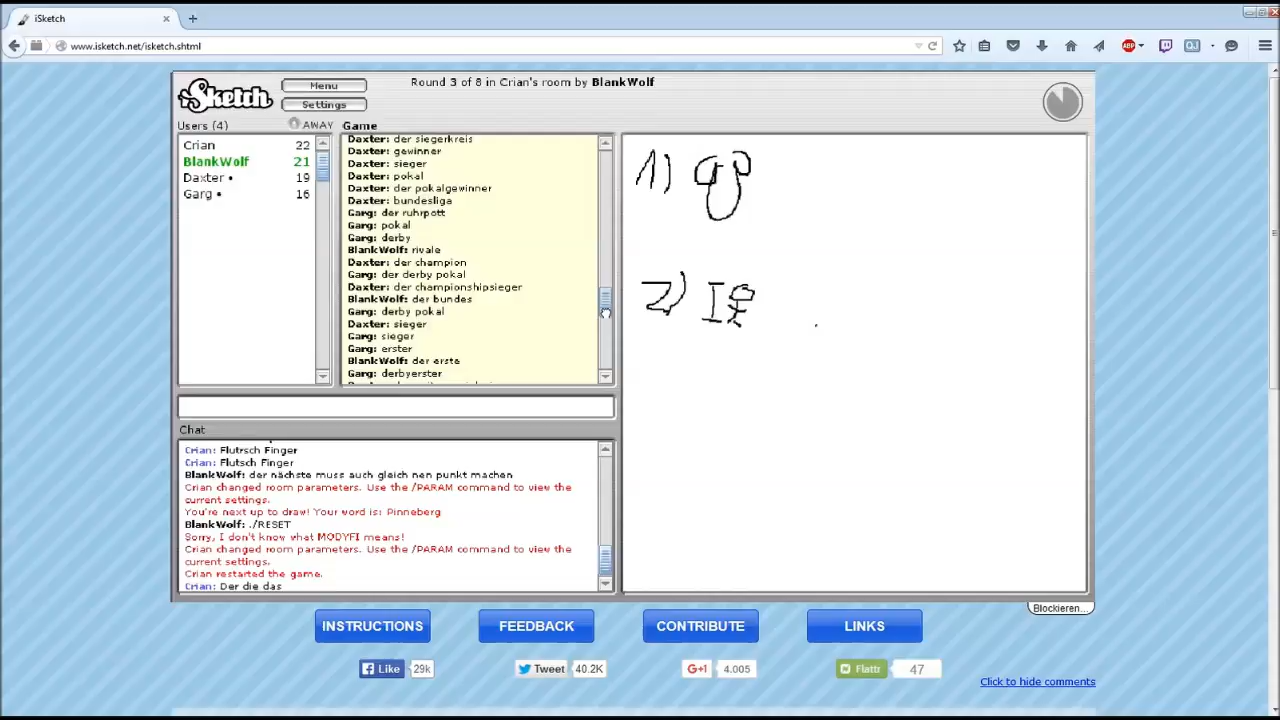 iSketch
www.isketch.net/isketch.shtml
ABP
iSketch
Menu
Settings
Round 3 of 8 in Crian's room by BlankWolf
Users (4)
AWAY
Game
Crian 22
BlankWolf 21
Daxter • 19
Garg • 16
Daxter: der siegerkreis
Daxter: gewinner
Daxter: sieger
Daxter: pokal
Daxter: der pokalgewinner
Daxter: bundesliga
Garg: der ruhrpott
Garg: pokal
Garg: derby
BlankWolf: rivale
Daxter: der champion
Garg: der derby pokal
Daxter: der championshipsieger
BlankWolf: der bundes
Garg: derby pokal
Daxter: sieger
Garg: sieger
Garg: erster
BlankWolf: der erste
Garg: derbyerster
1)
2)
Chat
Crian: Flutrsch Finger
Crian: Flutsch Finger
BlankWolf: der nächste muss auch gleich nen punkt machen
Crian changed room parameters. Use the /PARAM command to view the
current settings.
You're next up to draw! Your word is: Pinneberg
BlankWolf: ./RESET
Sorry, I don't know what MODYFI means!
Crian changed room parameters. Use the /PARAM command to view the
current settings.
Crian restarted the game.
Crian: Der die das
Blockieren...
INSTRUCTIONS
FEEDBACK
CONTRIBUTE
LINKS
Like 29k
Tweet 40.2K
G+1 4.005
Flattr 47
Click to hide comments